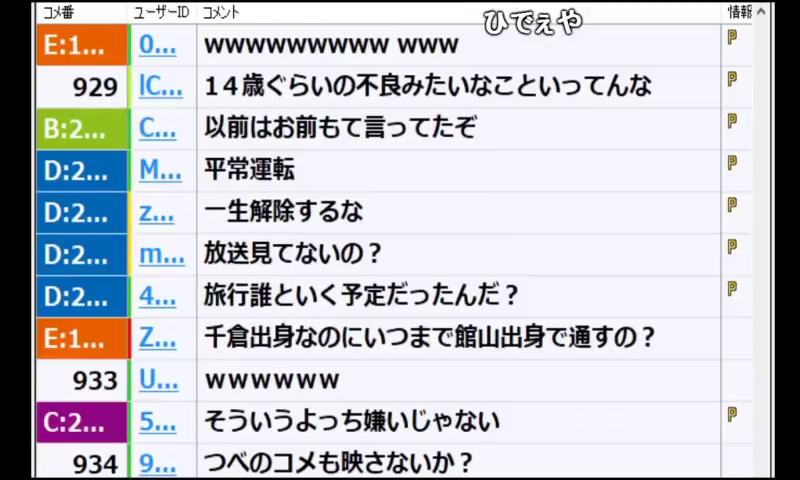 コメ番 ユーザーID コメント 情報
ひでぇや
E:1... 0... wwwwwwwww www P
929 lC... 14歳ぐらいの不良みたいなこといってんな P
B:2... C... 以前はお前もて言ってたぞ P
D:2... M... 平常運転 P
D:2... z... 一生解除するな P
D:2... m... 放送見てないの? P
D:2... 4... 旅行誰といく予定だったんだ? P
E:1... Z... 千倉出身なのにいつまで館山出身で通すの?
933 U... wwwwww
C:2... 5... そういうよっち嫌いじゃない P
934 9... つべのコメも映さないか?